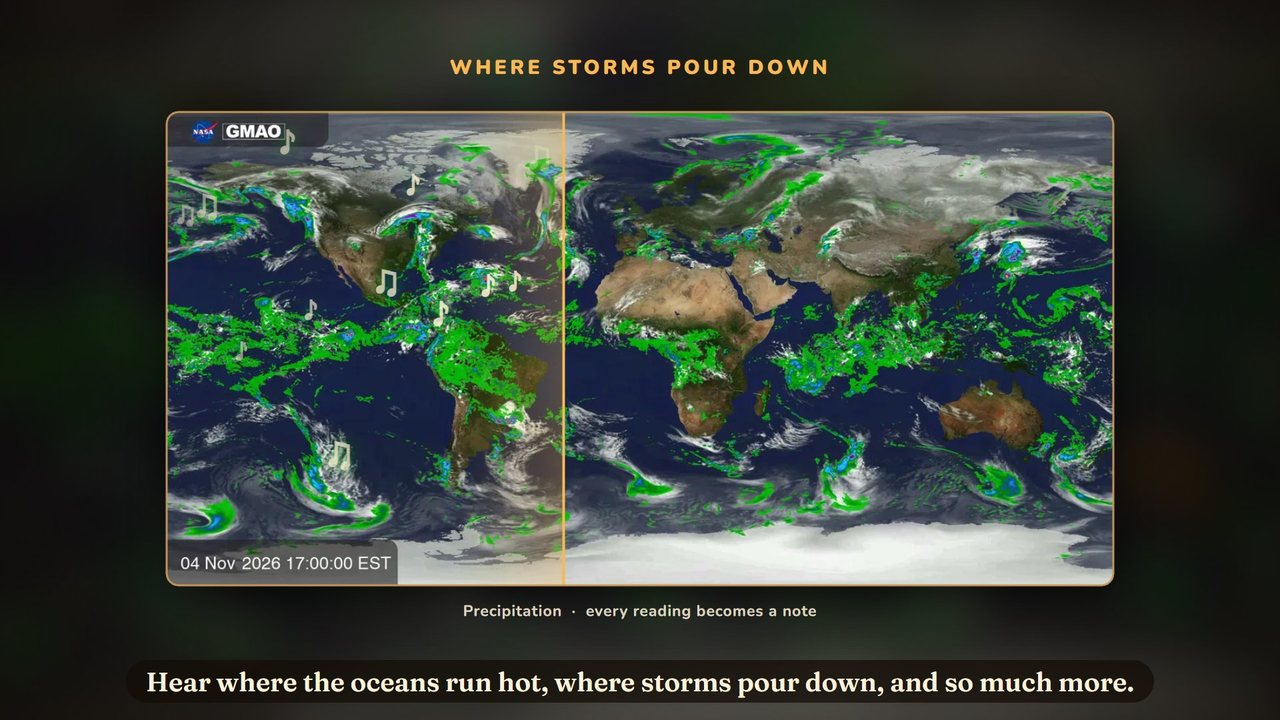 WHERE STORMS POUR DOWN
NASA GMAO
04 Nov 2026 17:00:00 EST
Precipitation · every reading becomes a note
Hear where the oceans run hot, where storms pour down, and so much more.